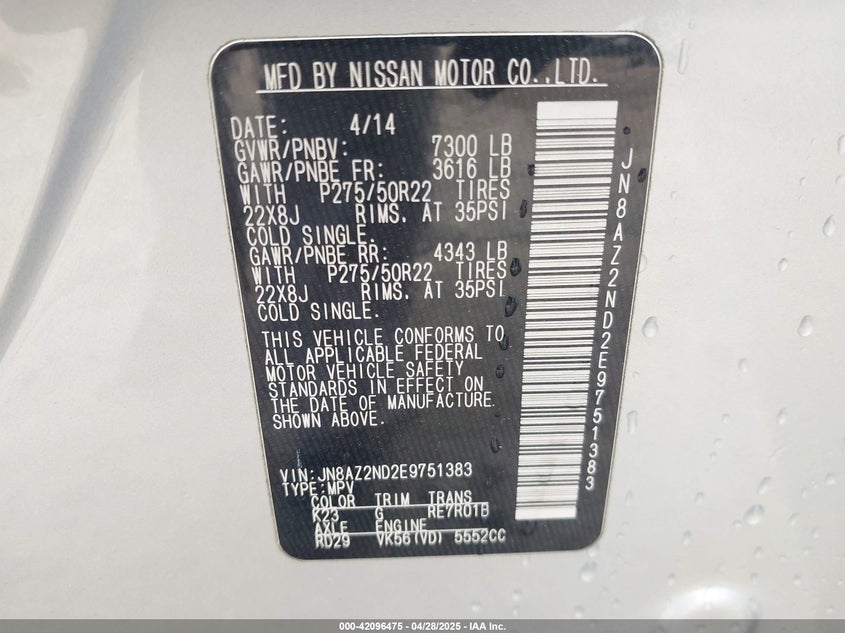 MFD BY NISSAN MOTOR CO.,LTD.
DATE: 4/14
GVWR/PNBV: 7300 LB
GAWR/PNBE FR: 3616 LB
WITH P275/50R22 TIRES
22X8J RIMS. AT 35PSI
COLD SINGLE.
GAWR/PNBE RR: 4343 LB
WITH P275/50R22 TIRES
22X8J RIMS. AT 35PSI
COLD SINGLE.
THIS VEHICLE CONFORMS TO
ALL APPLICABLE FEDERAL
MOTOR VEHICLE SAFETY
STANDARDS IN EFFECT ON
THE DATE OF MANUFACTURE
SHOWN ABOVE.
VIN:JN8AZ2ND2E9751383
TYPE:MPV
COLOR TRIM TRANS
K23 G RE7R01B
AXLE ENGINE
RD29 VK56(VD) 5552CC
JN8AZ2ND2E9751383
000-42096475 - 04/28/2025 - IAA Inc.